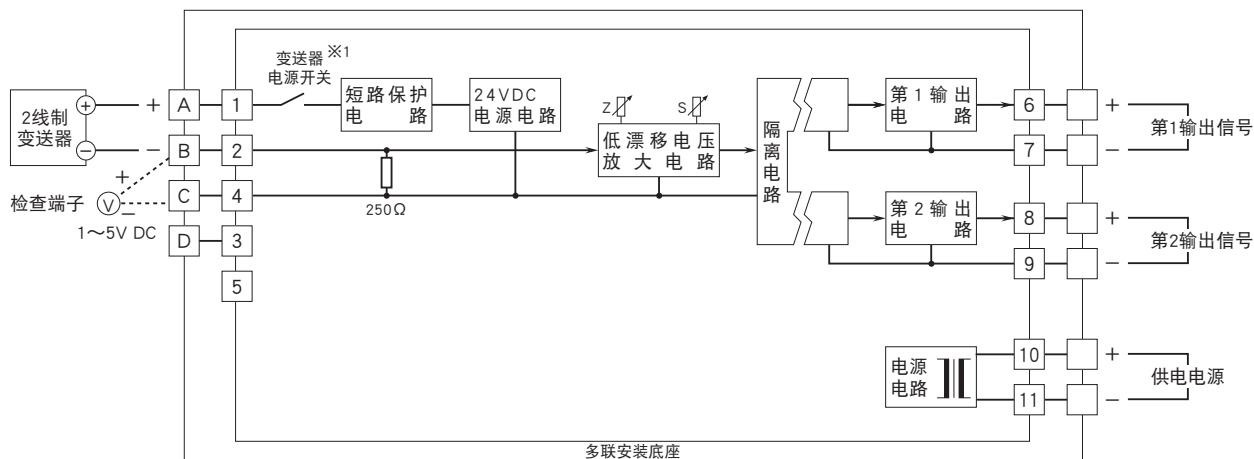 变送器 ※1
电源开关
2线制
变送器
+
−
+
−
A
B
C
D
1
2
4
3
5
短路保护
电路
24VDC
电源电路
Z
S
低漂移电压
放大电路
250Ω
检查端子
V
+
−
1～5V DC
隔离电路
第1输出
电路
第2输出
电路
6
7
8
9
10
11
+
−
第1输出信号
+
−
第2输出信号
电源
电路
+
−
供电电源
多联安装底座